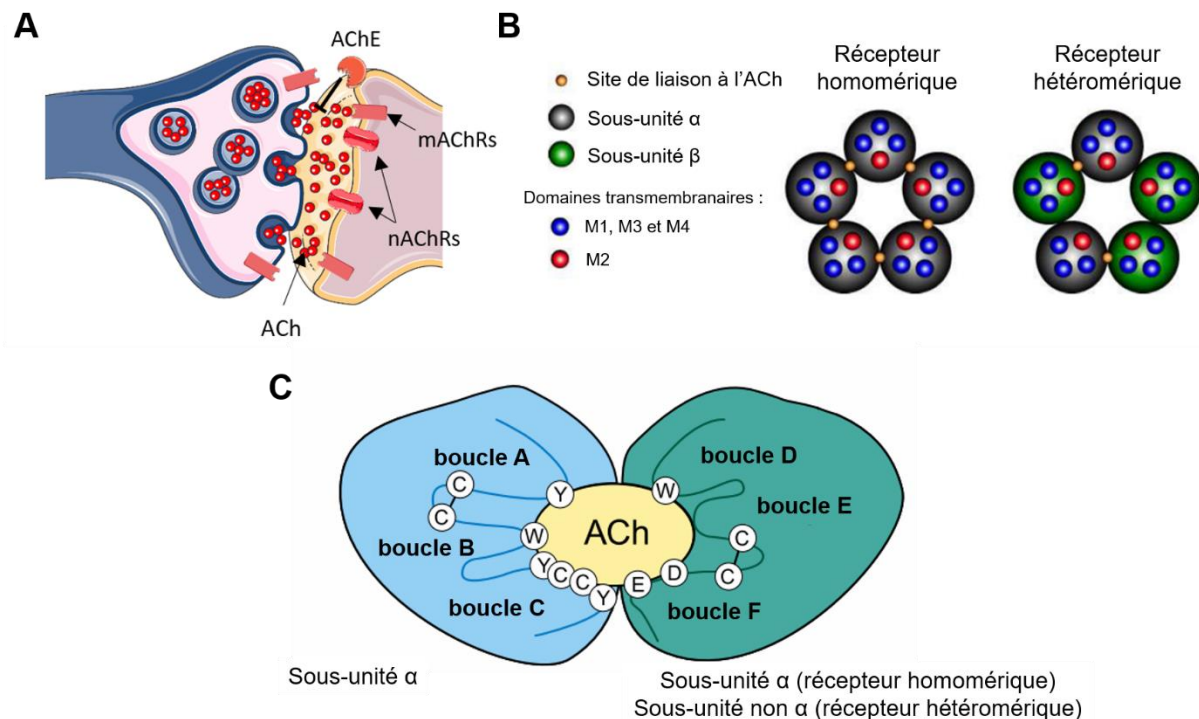 A
AChE
mAChRs
nAChRs
ACh
B
Site de liaison à l'ACh
Sous-unité α
Sous-unité β
Domaines transmembranaires :
M1, M3 et M4
M2
Récepteur
homomérique
Récepteur
hétéromérique
C
boucle A
boucle B
boucle C
C
C
Y
W
Y
C
C
Y
ACh
boucle D
boucle E
boucle F
W
C
C
D
E
Sous-unité α
Sous-unité α (récepteur homomérique)
Sous-unité non α (récepteur hétéromérique)